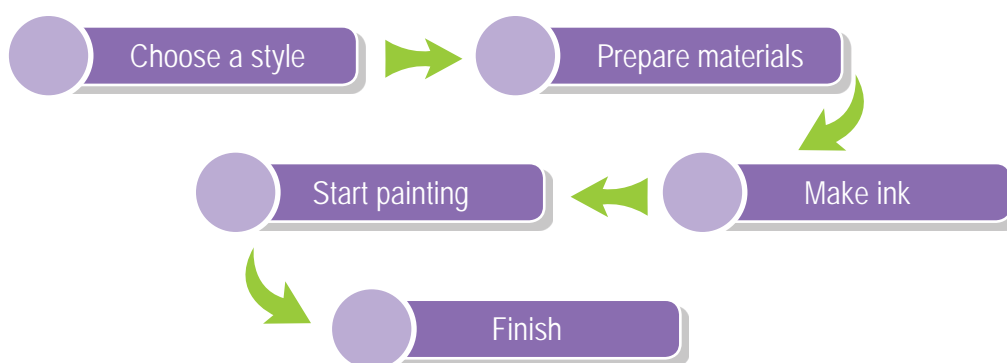 Choose a style
Prepare materials
Make ink
Start painting
Finish